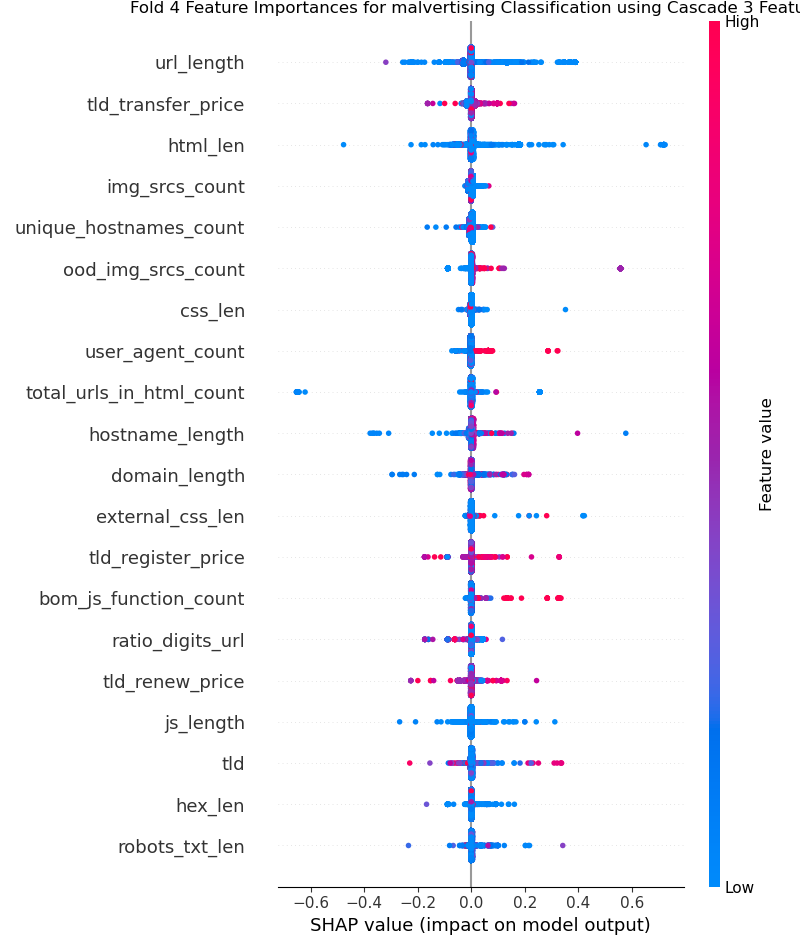 Fold 4 Feature Importances for malvertising Classification using Cascade 3
High
url_length
tld_transfer_price
html_len
img_srcs_count
unique_hostnames_count
ood_img_srcs_count
css_len
user_agent_count
total_urls_in_html_count
hostname_length
domain_length
external_css_len
tld_register_price
bom_js_function_count
ratio_digits_url
tld_renew_price
js_length
tld
hex_len
robots_txt_len
Feature value
Low
−0.6 −0.4 −0.2 0.0 0.2 0.4 0.6
SHAP value (impact on model output)